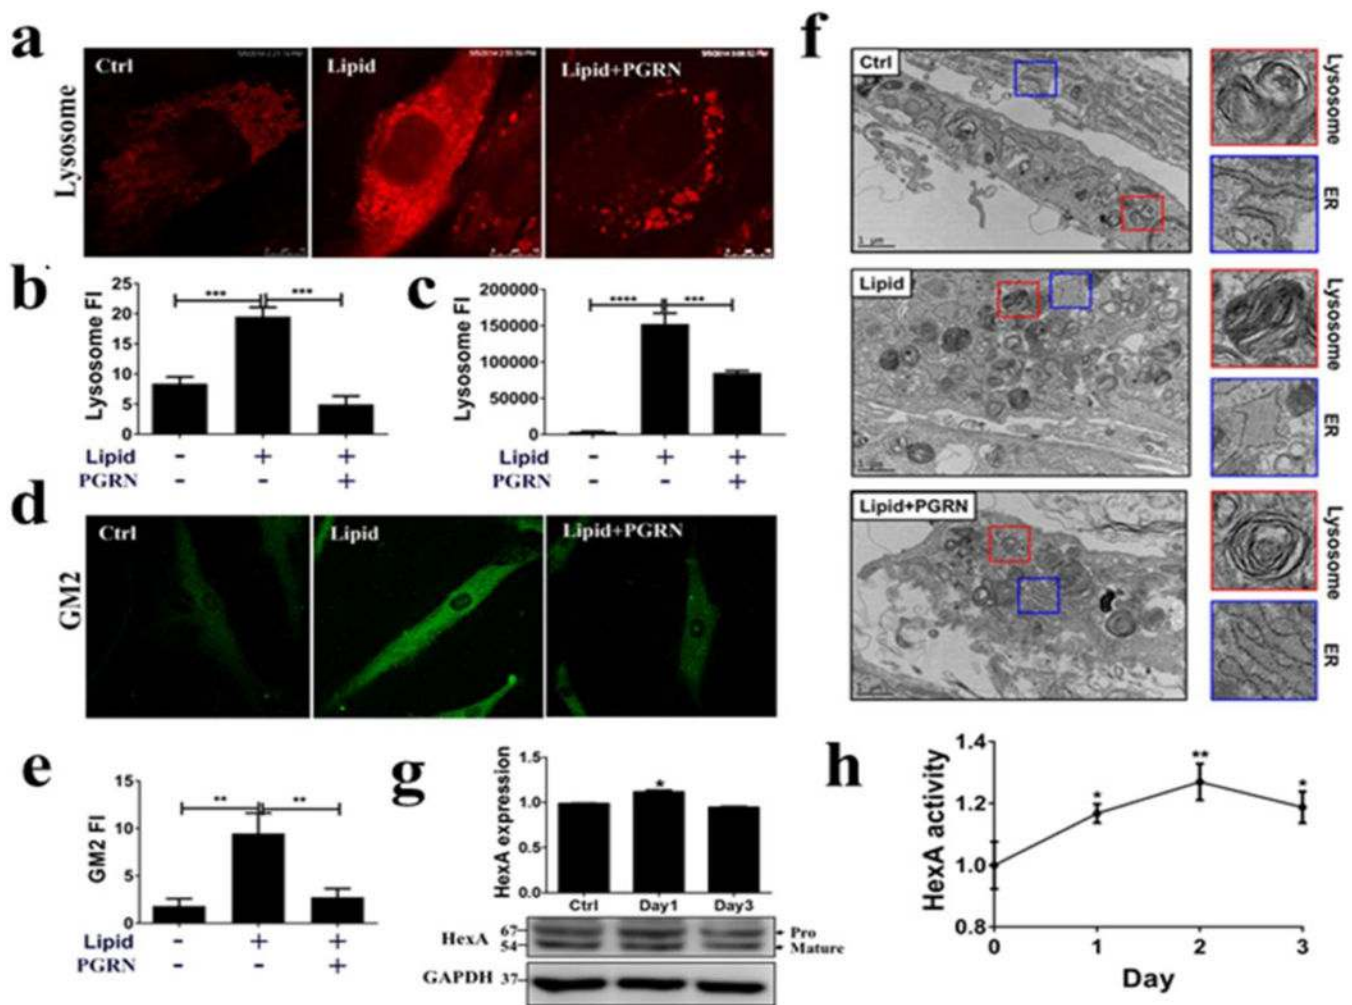 a
Lysosome
Ctrl
Lipid
Lipid+PGRN
b
Lysosome FI
25
20
15
10
5
0
*** ***
Lipid - + +
PGRN - - +
c
Lysosome FI
200000
150000
100000
50000
0
**** ***
Lipid - + +
PGRN - - +
d
GM2
Ctrl
Lipid
Lipid+PGRN
e
GM2 FI
15
10
5
0
** **
Lipid - + +
PGRN - - +
f
Ctrl
1 µm
Lysosome
ER
Lipid
1 µm
Lysosome
ER
Lipid+PGRN
Lysosome
ER
g
HexA expression
1.5
1.0
0.5
0.0
*
Ctrl Day1 Day3
HexA 67 Pro
54 Mature
GAPDH 37
h
HexA activity
1.4
1.2
1.0
0.8
* ** *
0 1 2 3
Day